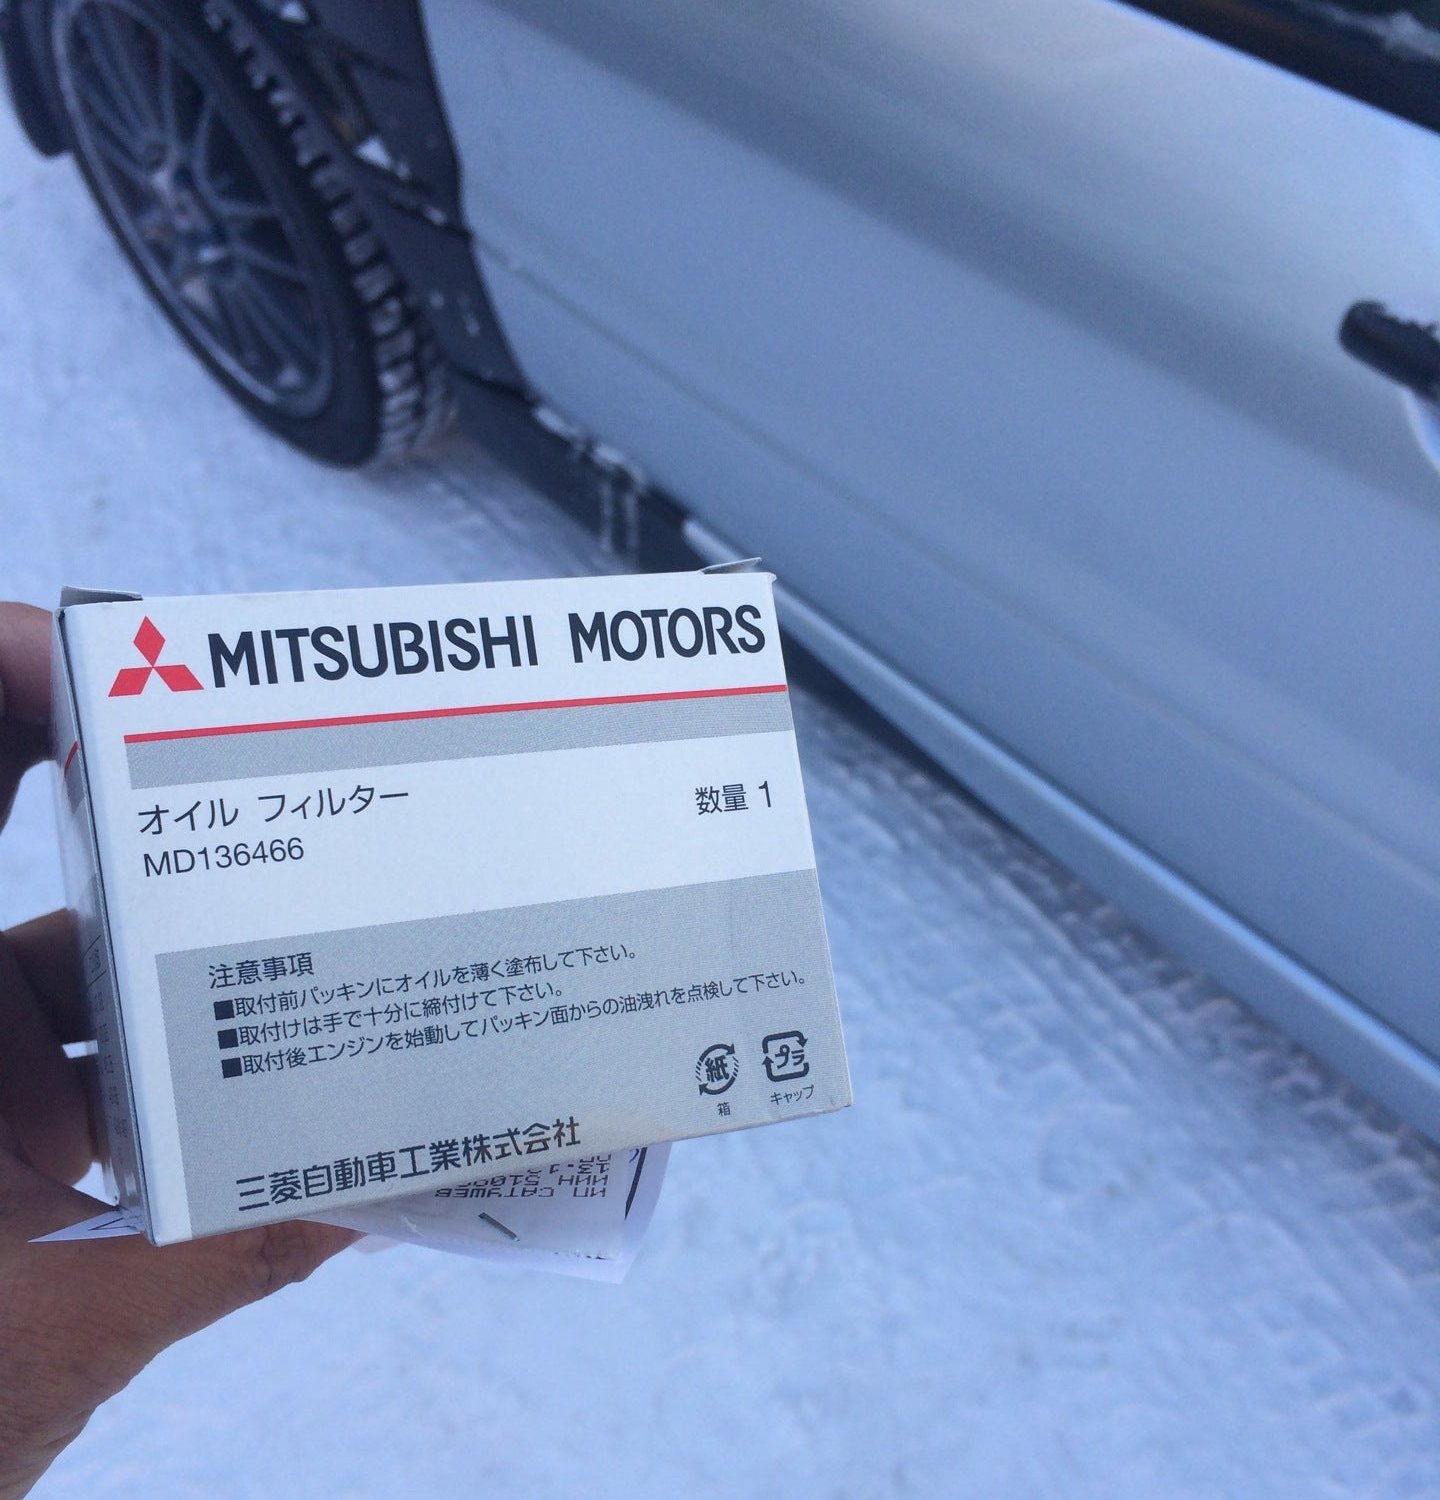 MITSUBISHI MOTORS
オイル フィルター
数量 1
MD136466
注意事項
■取付前パッキンにオイルを薄く塗布して下さい。
■取付けは手で十分に締付けて下さい。
■取付後エンジンを始動してパッキン面からの油洩れを点検して下さい。
紙
プラ
箱
キャップ
三菱自動車工業株式会社
ИП САТУШЕВ
ИНН